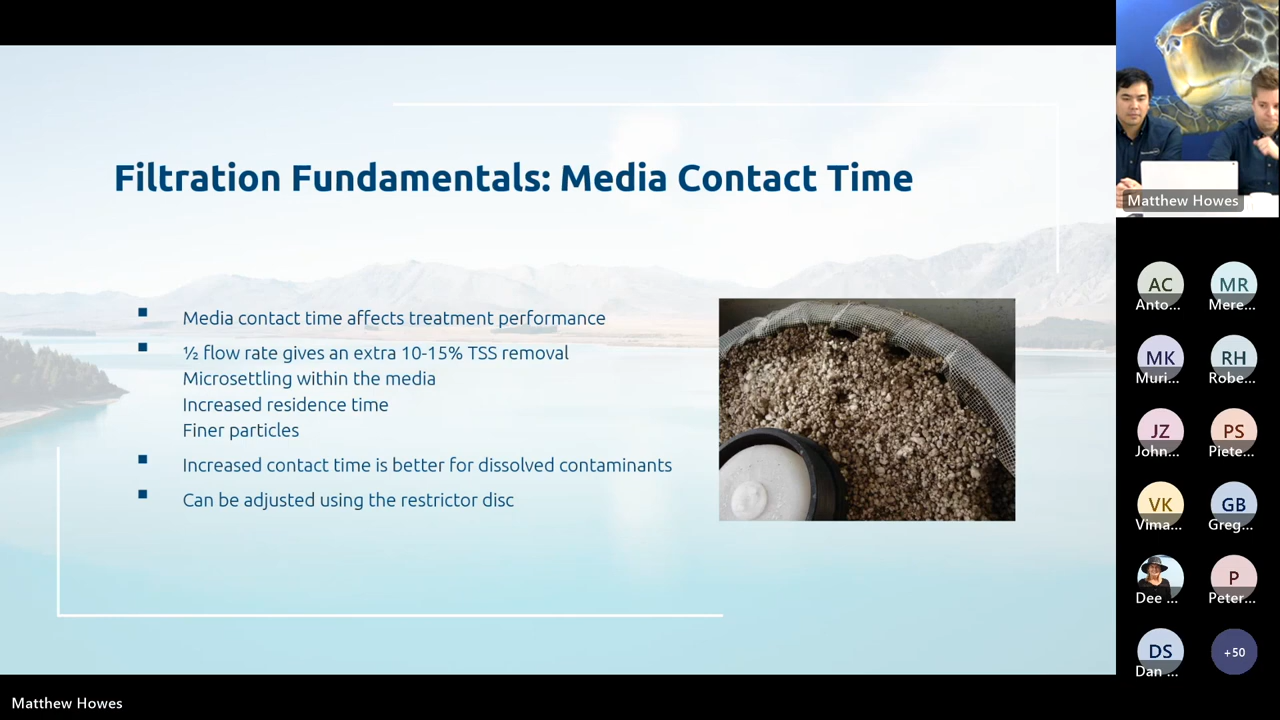 Filtration Fundamentals: Media Contact Time
Media contact time affects treatment performance
½ flow rate gives an extra 10-15% TSS removal
Microsettling within the media
Increased residence time
Finer particles
Increased contact time is better for dissolved contaminants
Can be adjusted using the restrictor disc
Matthew Howes
AC
MR
Anto...
Mere...
MK
RH
Muri...
Robe...
JZ
PS
John...
Piete...
VK
GB
Vima...
Greg...
P
Dee ...
Peter...
DS
+50
Dan ...
Matthew Howes